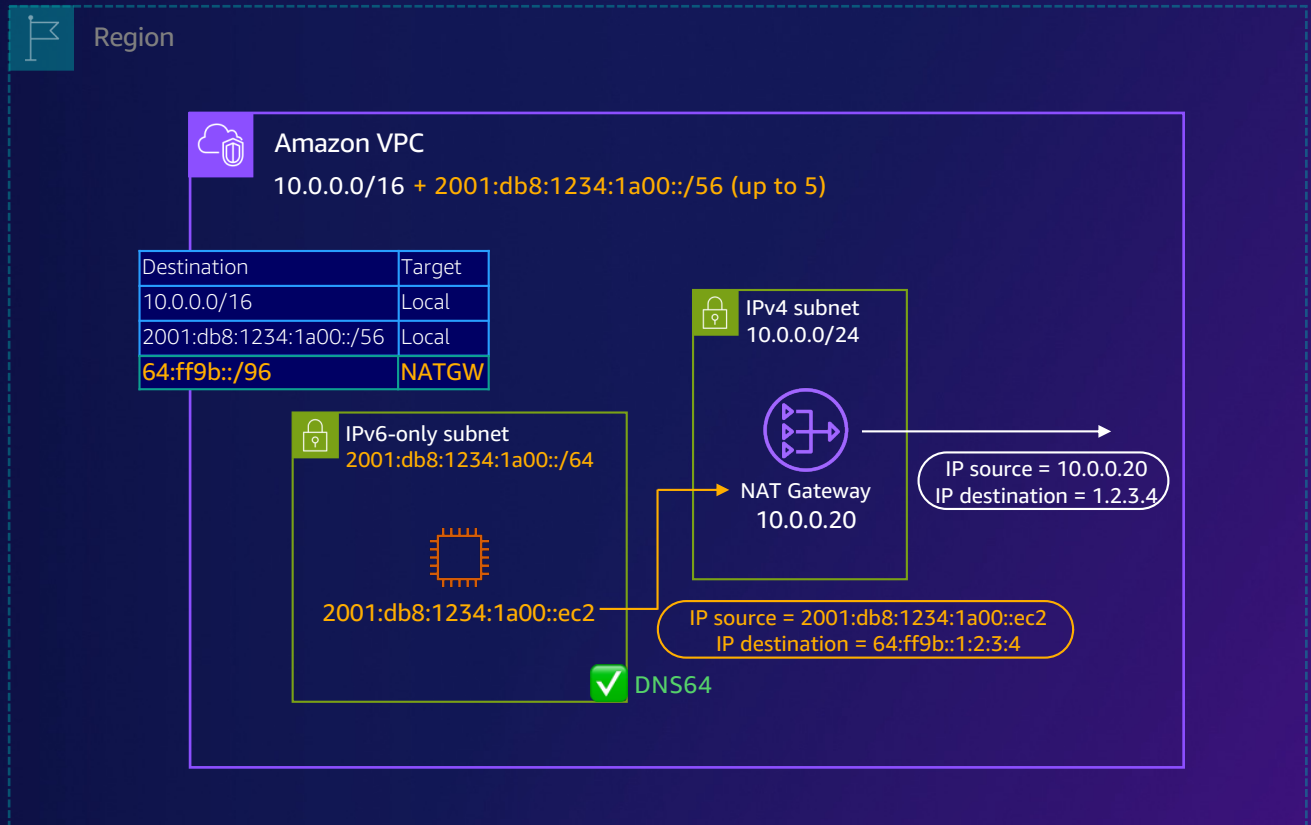 Region
Amazon VPC
10.0.0.0/16 + 2001:db8:1234:1a00::/56 (up to 5)
Destination Target
10.0.0.0/16 Local
2001:db8:1234:1a00::/56 Local
64:ff9b::/96 NATGW
IPv4 subnet
10.0.0.0/24
IPv6-only subnet
2001:db8:1234:1a00::/64
NAT Gateway
10.0.0.20
IP source = 10.0.0.20
IP destination = 1.2.3.4
2001:db8:1234:1a00::ec2
IP source = 2001:db8:1234:1a00::ec2
IP destination = 64:ff9b::1:2:3:4
DNS64